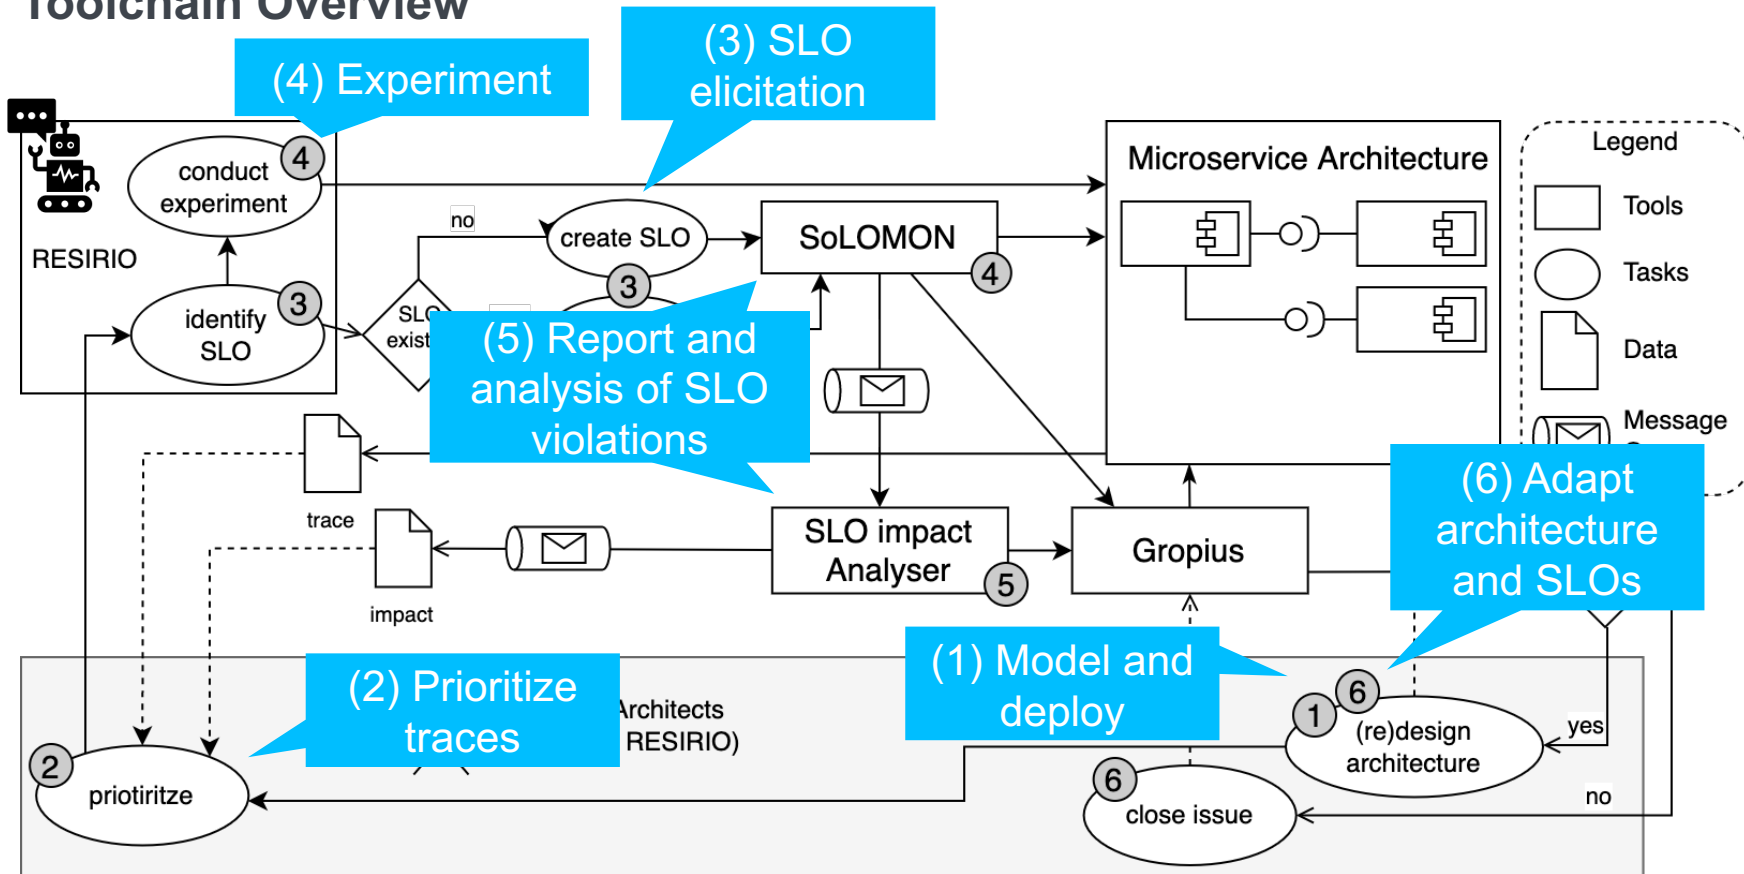 Toolchain Overview
(4) Experiment
(3) SLO
elicitation
conduct
experiment
4
RESIRIO
identify
SLO
3
no
create SLO
3
SLO
exist
SoLOMON
4
Microservice Architecture
Legend
Tools
Tasks
Data
Message
(5) Report and
analysis of SLO
violations
(6) Adapt
architecture
and SLOs
trace
impact
SLO impact
Analyser
5
Gropius
(1) Model and
deploy
(2) Prioritize
traces
Architects
RESIRIO)
2
priotiritze
1
6
(re)design
architecture
yes
6
close issue
no